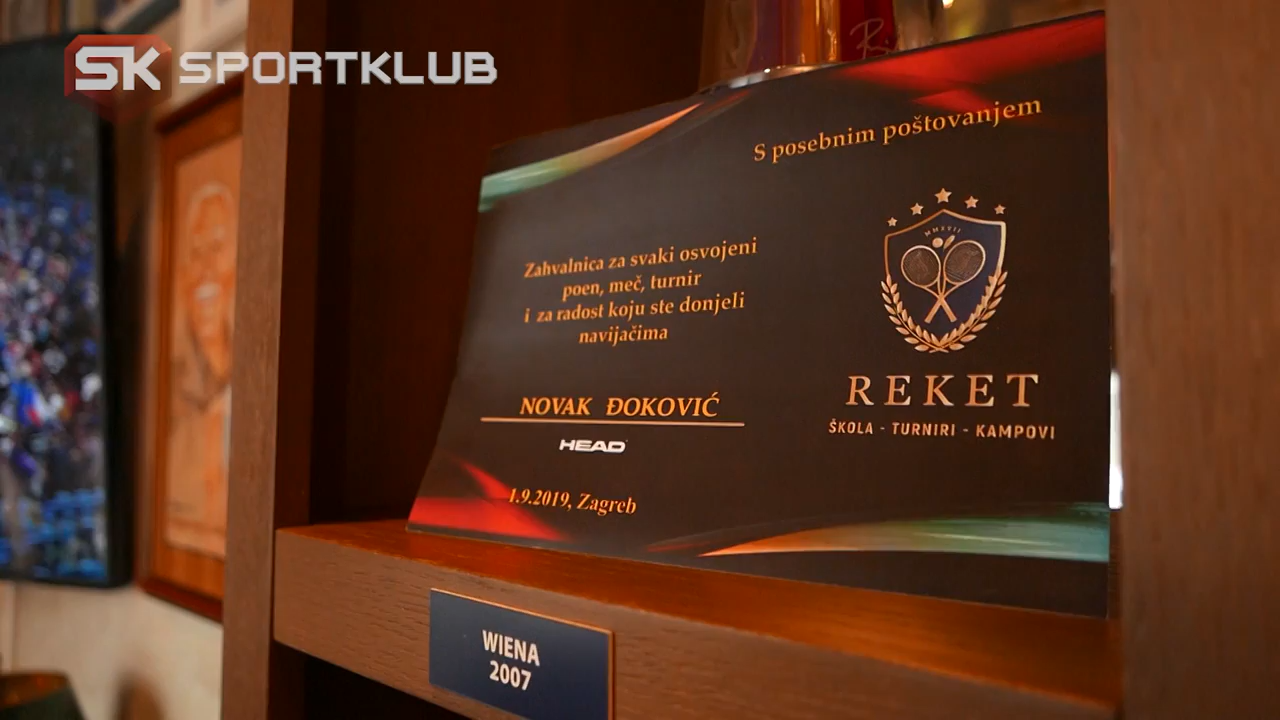 SK SPORTKLUB
S posebnim poštovanjem
Zahvalnica za svaki osvojeni
poen, meč, turnir
i za radost koju ste donjeli
navijačima
NOVAK ĐOKOVIĆ
HEAD
1.9.2019, Zagreb
MMXVII
REKET
ŠKOLA - TURNIRI - KAMPOVI
WIENA
2007